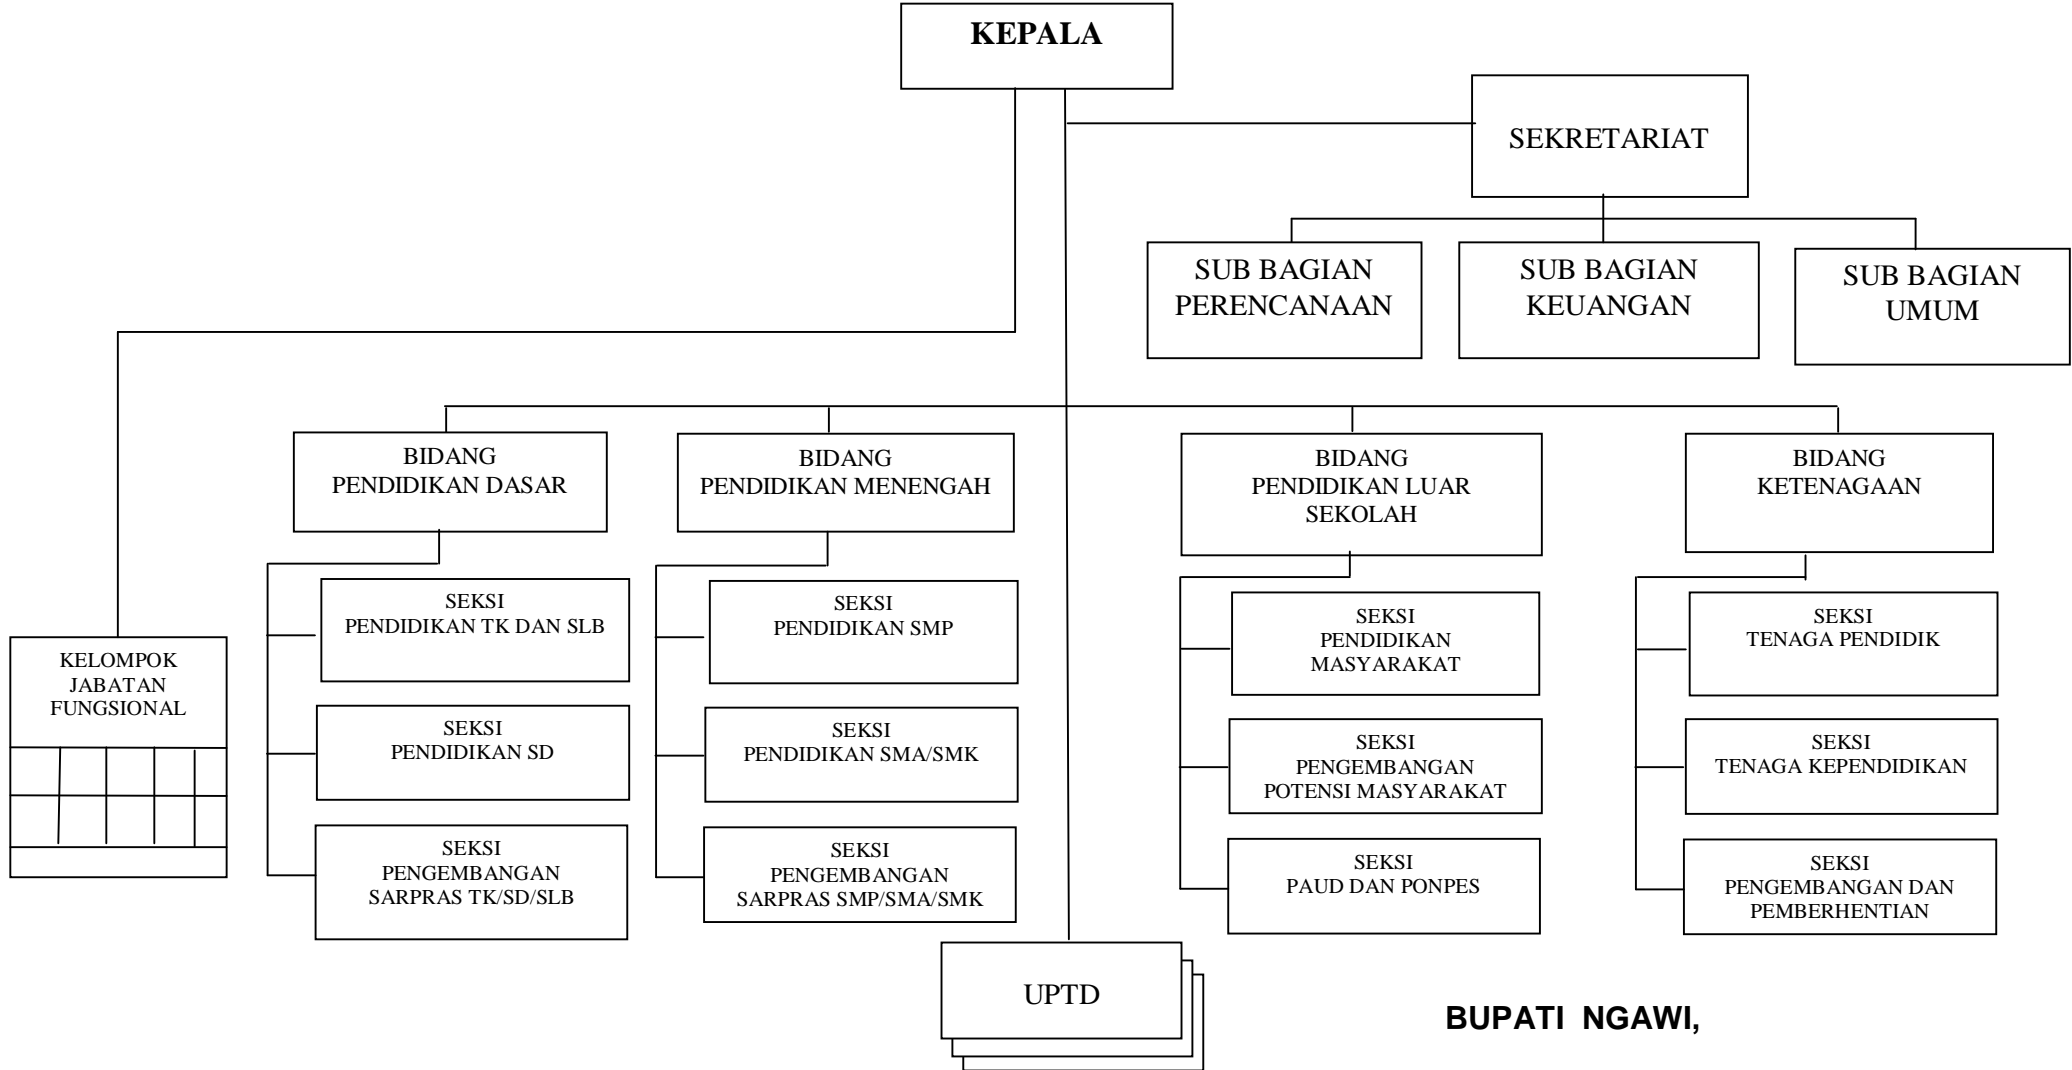 KEPALA
SEKRETARIAT
SUB BAGIAN
PERENCANAAN
SUB BAGIAN
KEUANGAN
SUB BAGIAN
UMUM
BIDANG
PENDIDIKAN DASAR
BIDANG
PENDIDIKAN MENENGAH
BIDANG
PENDIDIKAN LUAR
SEKOLAH
BIDANG
KETENAGAAN
KELOMPOK
JABATAN
FUNGSIONAL
SEKSI
PENDIDIKAN TK DAN SLB
SEKSI
PENDIDIKAN SD
SEKSI
PENGEMBANGAN
SARPRAS TK/SD/SLB
SEKSI
PENDIDIKAN SMP
SEKSI
PENDIDIKAN SMA/SMK
SEKSI
PENGEMBANGAN
SARPRAS SMP/SMA/SMK
SEKSI
PENDIDIKAN
MASYARAKAT
SEKSI
PENGEMBANGAN
POTENSI MASYARAKAT
SEKSI
PAUD DAN PONPES
SEKSI
TENAGA PENDIDIK
SEKSI
TENAGA KEPENDIDIKAN
SEKSI
PENGEMBANGAN DAN
PEMBERHENTIAN
UPTD
BUPATI NGAWI,